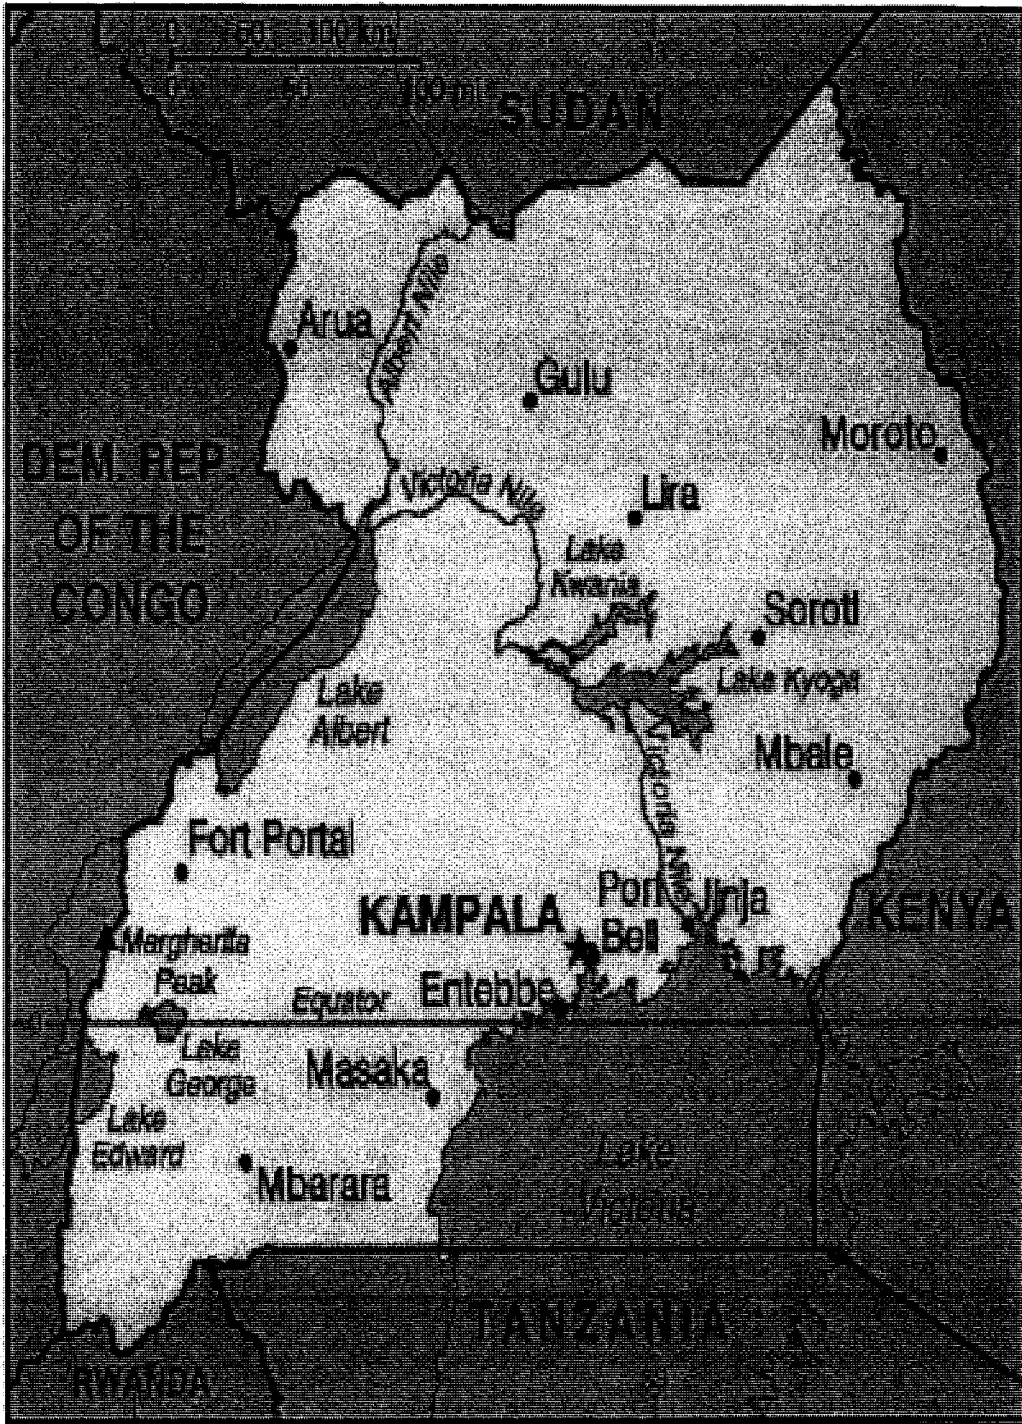 0 50 100 km
0 50 100 mi
SUDAN
Arua
Albert Nile
Gulu
Moroto
DEM. REP.
OF THE
CONGO
Victoria Nile
Lira
Lake
Kwania
Soroti
Lake Kyoga
Lake
Albert
Mbale
Victoria Nile
Fort Portal
KAMPALA
Port
Bell
Jinja
KENYA
Margherita
Peak
Entebbe
Equator
Lake
George
Masaka
Lake
Edward
Mbarara
Lake
Victoria
TANZANIA
RWANDA